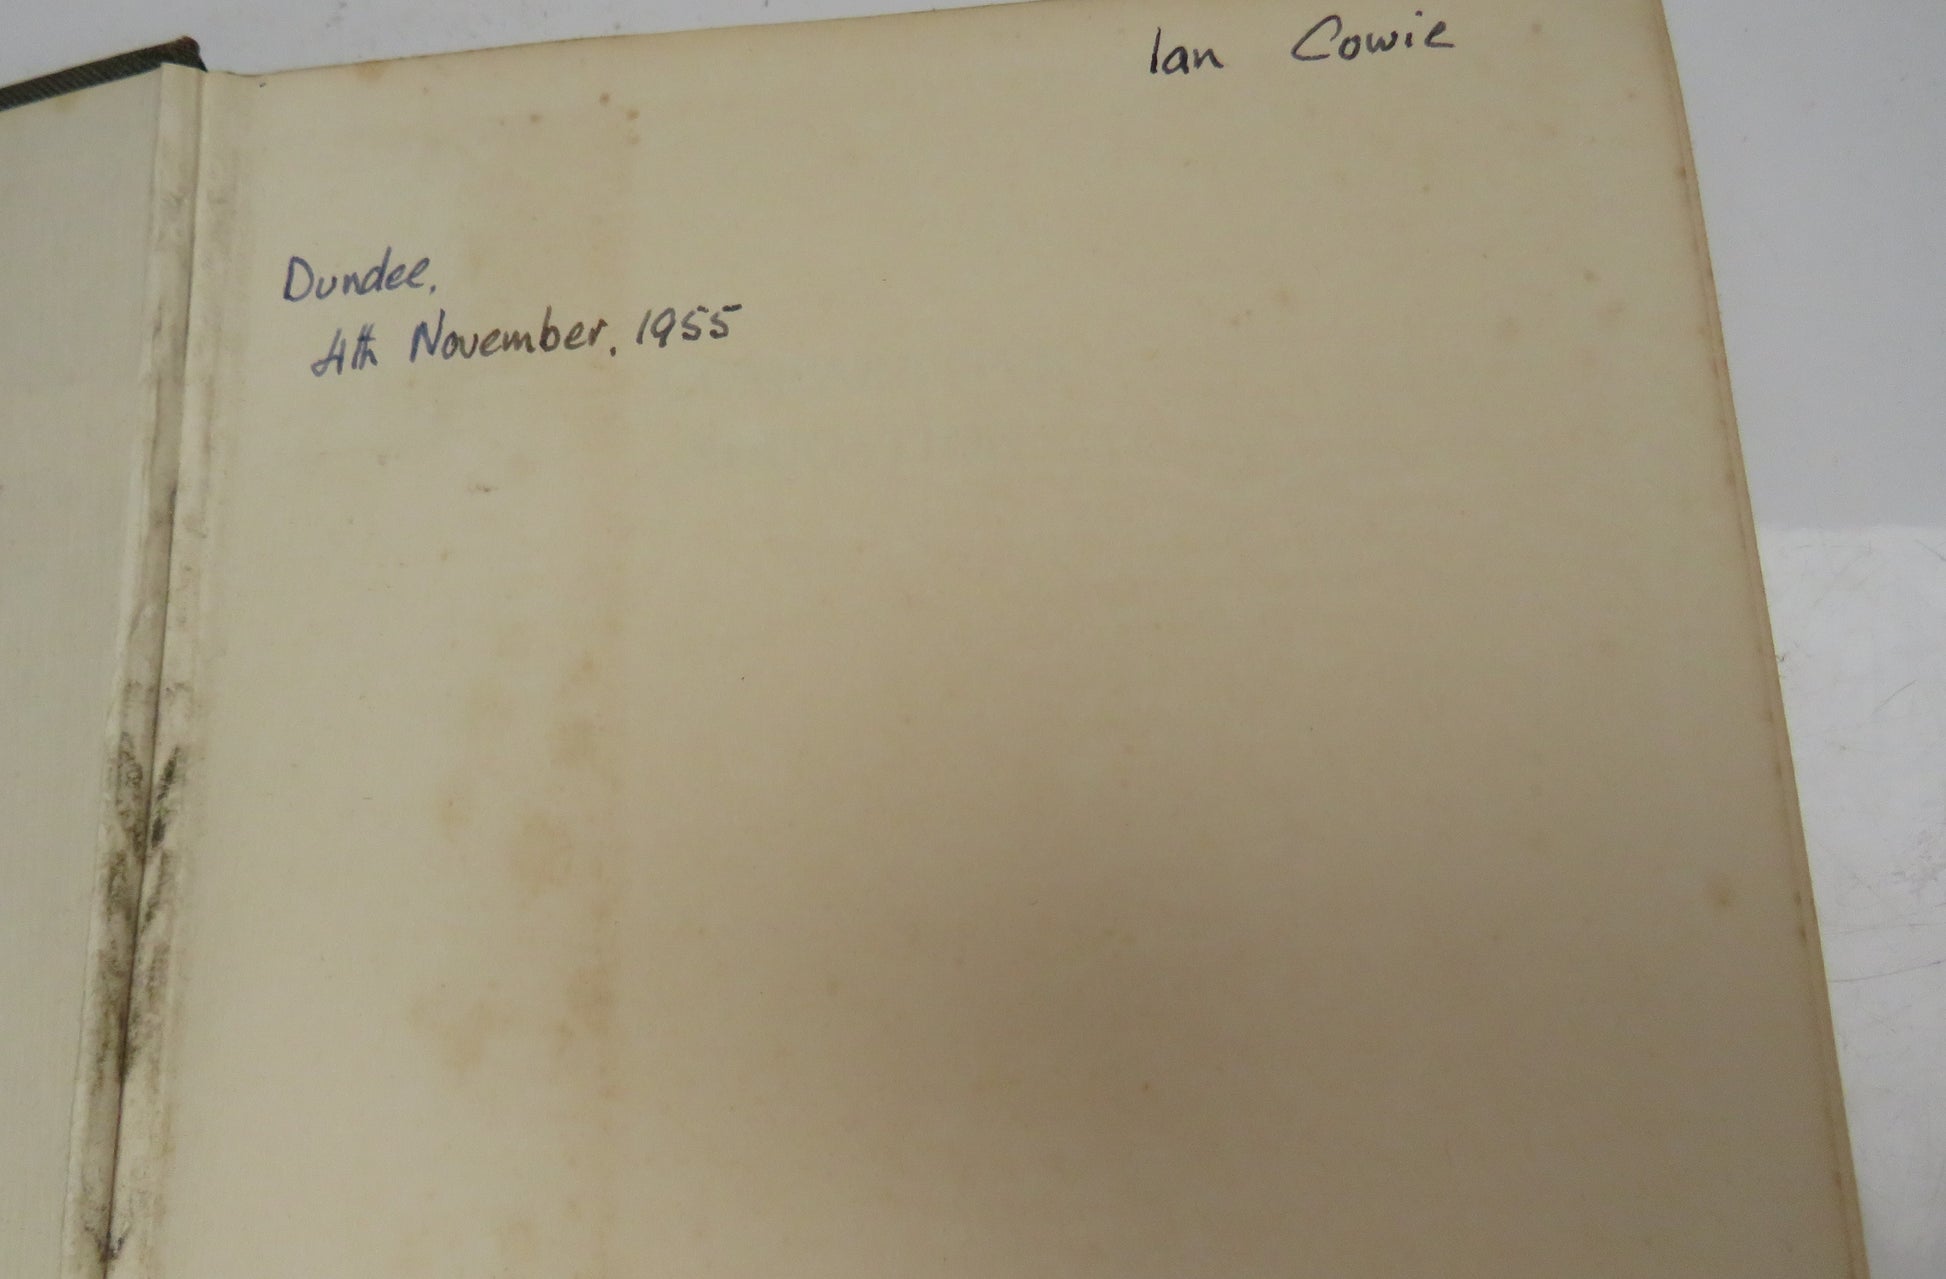 Ian Cowie
Dundee,
4th November, 1955